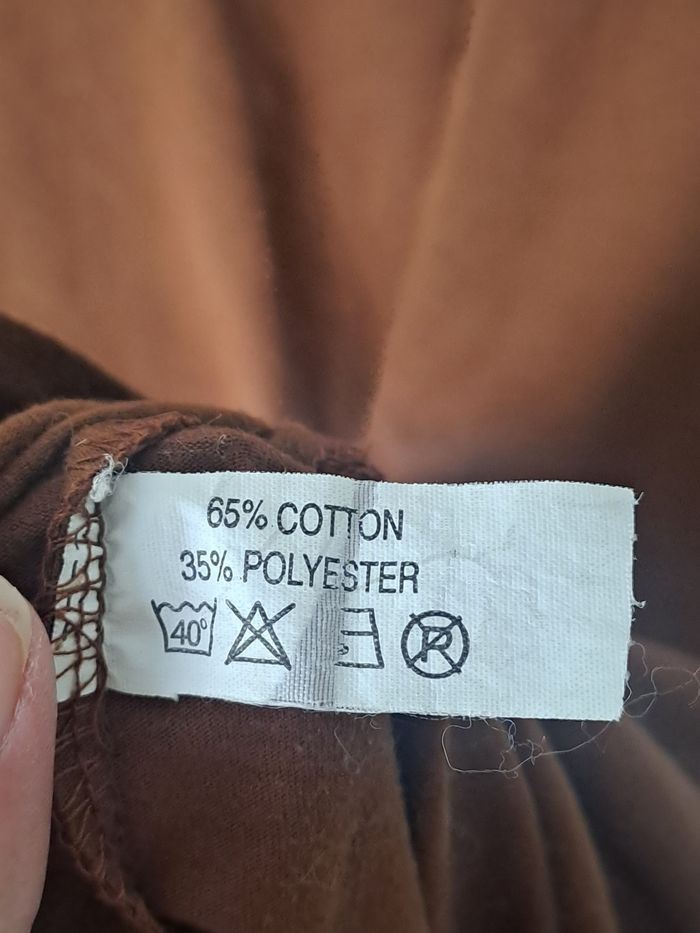 65% COTTON
35% POLYESTER
40° P